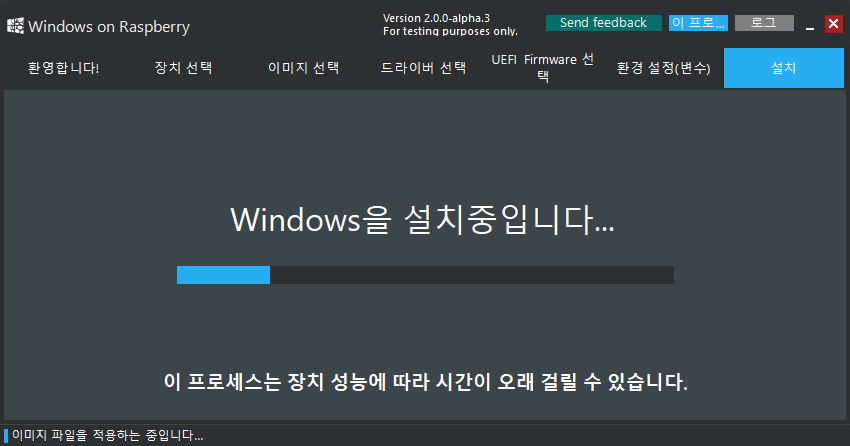 Windows on Raspberry
Version 2.0.0-alpha.3
For testing purposes only.
Send feedback
이 프로...
로그
환영합니다!
장치 선택
이미지 선택
드라이버 선택
UEFI Firmware 선
택
환경 설정(변수)
설치
Windows을 설치중입니다...
이 프로세스는 장치 성능에 따라 시간이 오래 걸릴 수 있습니다.
이미지 파일을 적용하는 중입니다...